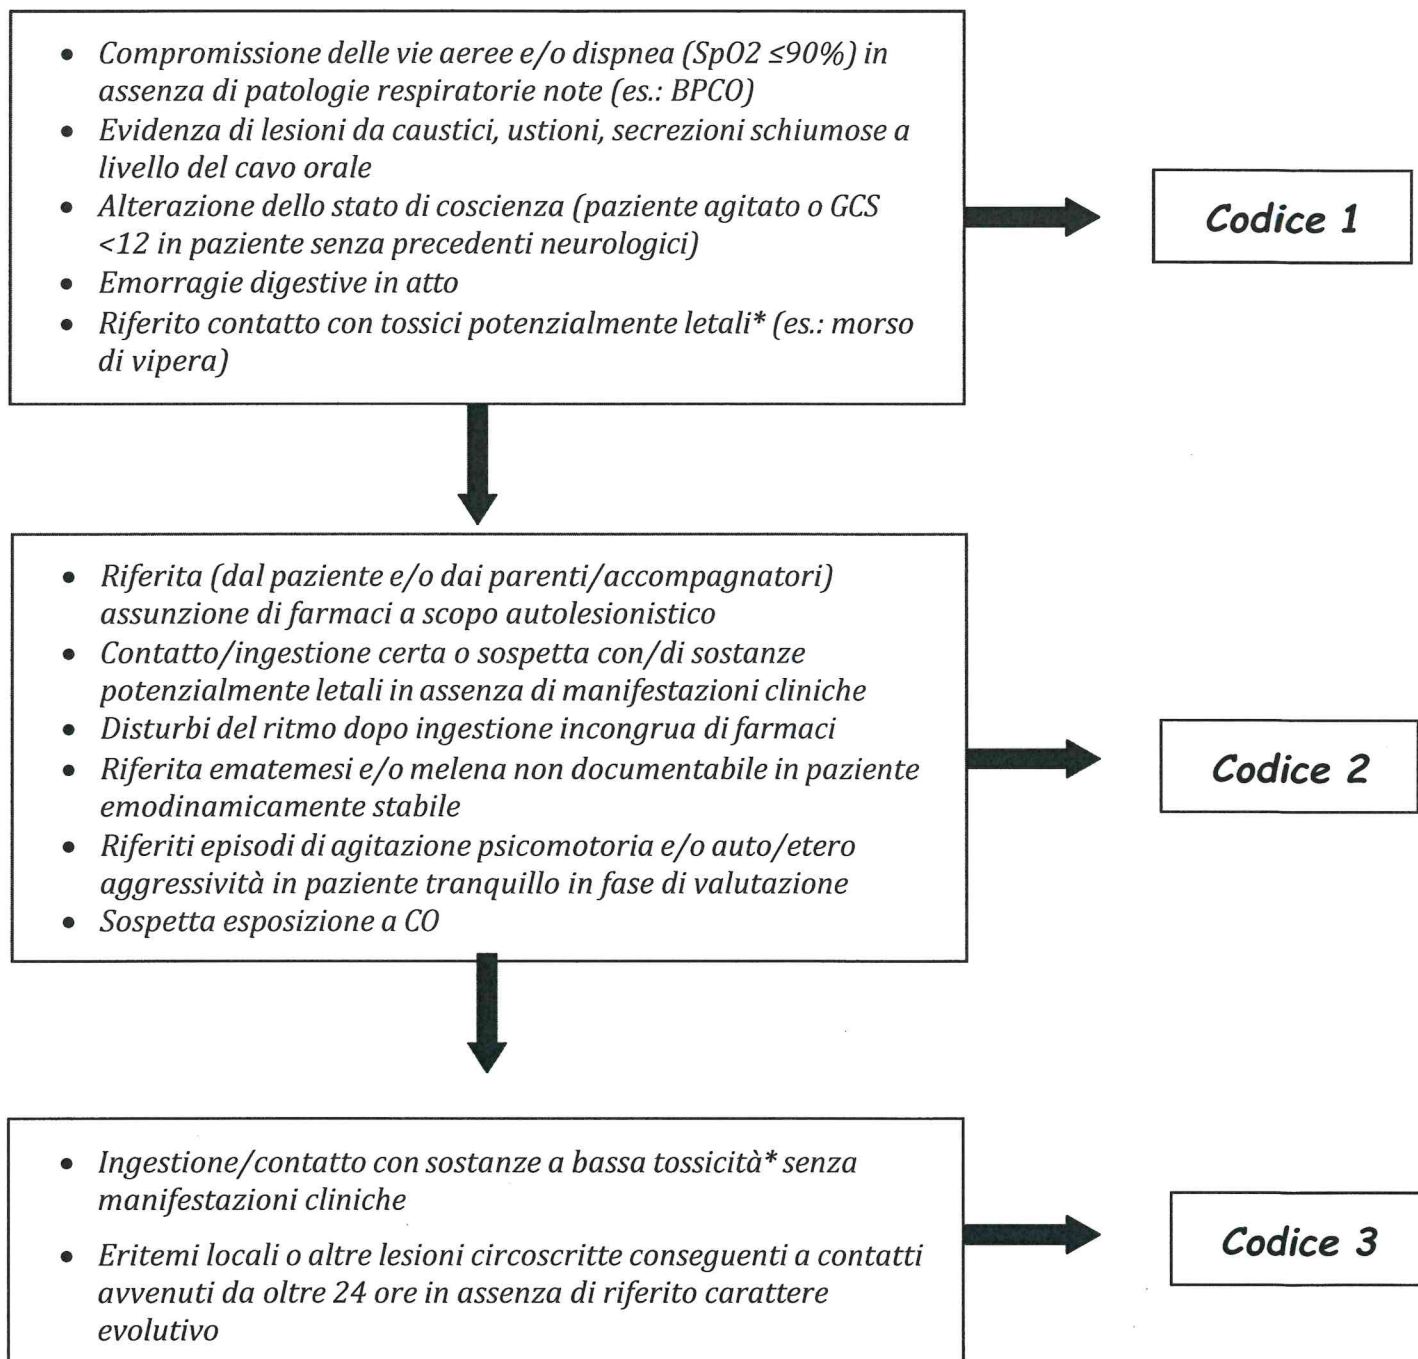 • Compromissione delle vie aeree e/o dispnea (SpO2 ≤90%) in
assenza di patologie respiratorie note (es.: BPCO)
• Evidenza di lesioni da caustici, ustioni, secrezioni schiumose a
livello del cavo orale
• Alterazione dello stato di coscienza (paziente agitato o GCS
<12 in paziente senza precedenti neurologici)
• Emorragie digestive in atto
• Riferito contatto con tossici potenzialmente letali* (es.: morso
di vipera)
Codice 1
• Riferita (dal paziente e/o dai parenti/accompagnatori)
assunzione di farmaci a scopo autolesionistico
• Contatto/ingestione certa o sospetta con/di sostanze
potenzialmente letali in assenza di manifestazioni cliniche
• Disturbi del ritmo dopo ingestione incongrua di farmaci
• Riferita ematemesi e/o melena non documentabile in paziente
emodinamicamente stabile
• Riferiti episodi di agitazione psicomotoria e/o auto/etero
aggressività in paziente tranquillo in fase di valutazione
• Sospetta esposizione a CO
Codice 2
• Ingestione/contatto con sostanze a bassa tossicità* senza
manifestazioni cliniche
• Eritemi locali o altre lesioni circoscritte conseguenti a contatti
avvenuti da oltre 24 ore in assenza di riferito carattere
evolutivo
Codice 3